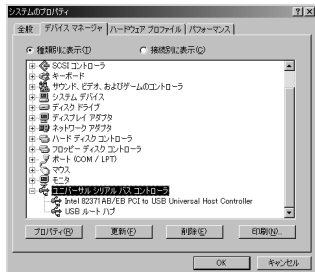 システムのプロパティ
全般 デバイス マネージャ ハードウェア プロファイル パフォーマンス
種類別に表示(T) 接続別に表示(C)
SCSI コントローラ
キーボード
サウンド、ビデオ、およびゲームのコントローラ
システム デバイス
ディスク ドライブ
ディスプレイ アダプタ
ネットワーク アダプタ
ハード ディスク コントローラ
フロッピー ディスク コントローラ
ポート (COM / LPT)
マウス
モニタ
ユニバーサル シリアル バス コントローラ
Intel 82371AB/EB PCI to USB Universal Host Controller
USB ルート ハブ
プロパティ(R) 更新(F) 削除(E) 印刷(N)...
OK キャンセル